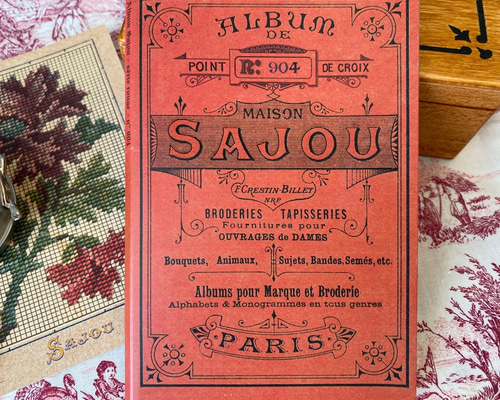 ALBUM
DE
POINT Nº 904 DE CROIX
MAISON
SAJOU
F. CRESTIN-BILLET
NRF
BRODERIES TAPISSERIES
Fournitures pour
OUVRAGES de DAMES
Bouquets, Animaux, Sujets, Bandes, Semés, etc.
Albums pour Marque et Broderie
Alphabets & Monogrammes en tous genres
PARIS
SAJOU